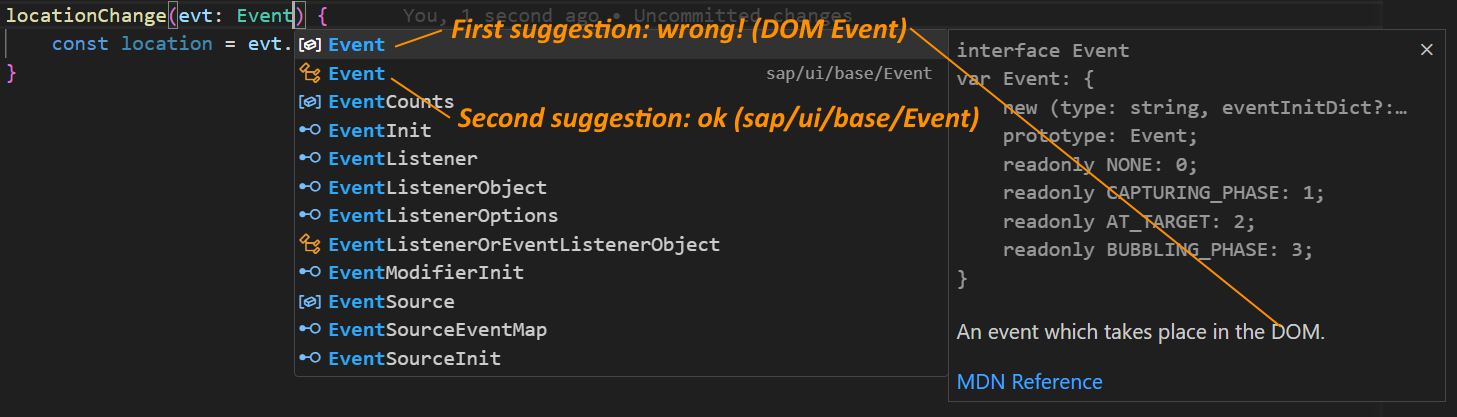 locationChange(evt: Event) { You, 1 second ago • Uncommitted changes
const location = evt.
}
Event
Event sap/ui/base/Event
EventCounts
EventInit
EventListener
EventListenerObject
EventListenerOptions
EventListenerOrEventListenerObject
EventModifierInit
EventSource
EventSourceEventMap
EventSourceInit
First suggestion: wrong! (DOM Event)
Second suggestion: ok (sap/ui/base/Event)
interface Event
var Event: {
new (type: string, eventInitDict?:…
prototype: Event;
readonly NONE: 0;
readonly CAPTURING_PHASE: 1;
readonly AT_TARGET: 2;
readonly BUBBLING_PHASE: 3;
}
An event which takes place in the DOM.
MDN Reference